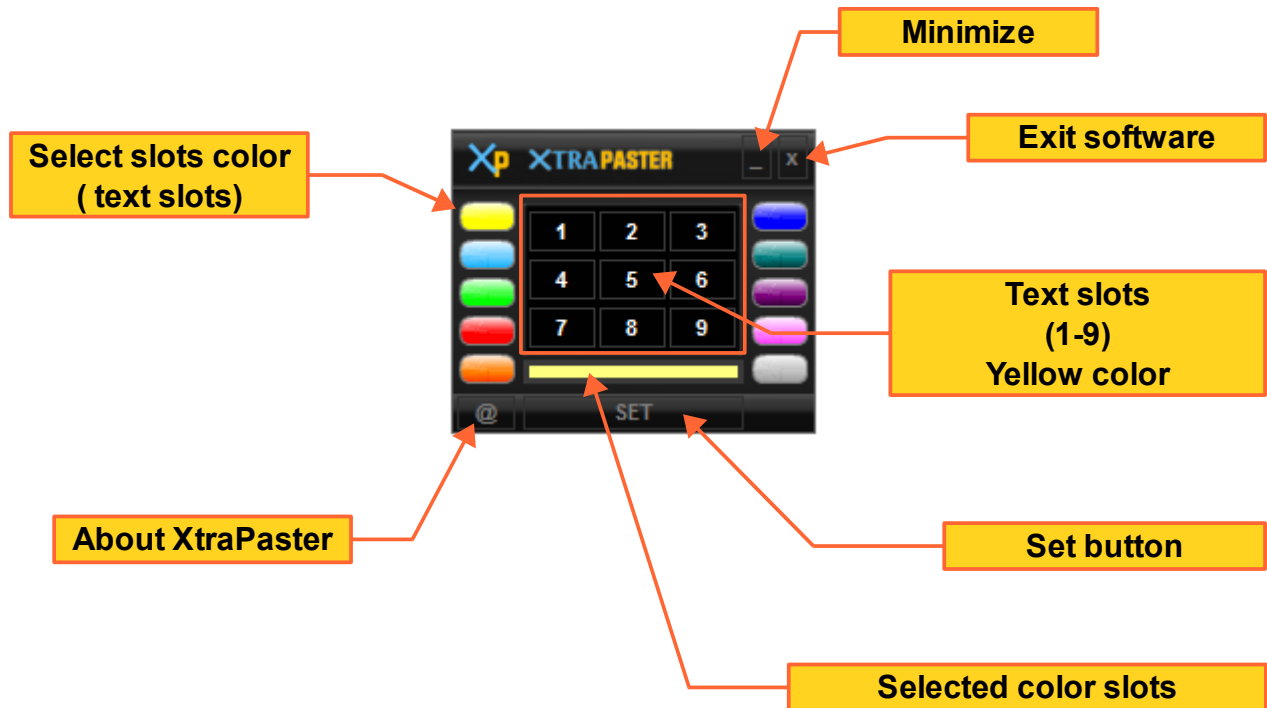 Minimize
Exit software
Select slots color
( text slots)
Xp XTRAPASTER _ x
1 2 3
4 5 6
7 8 9
Text slots
(1-9)
Yellow color
@ SET
About XtraPaster
Set button
Selected color slots